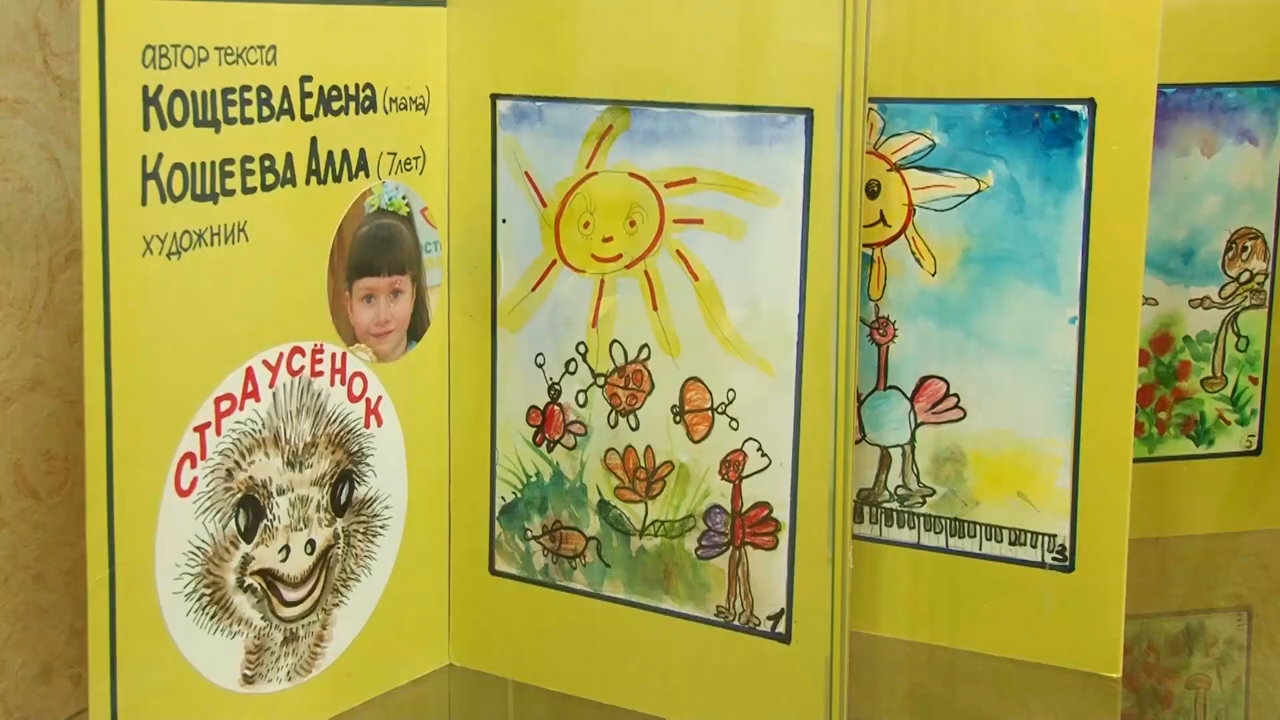 автор текста
Кощеева Елена (мама)
Кощеева Алла (7лет)
художник
СТРАУСЁНОК
1
3
5